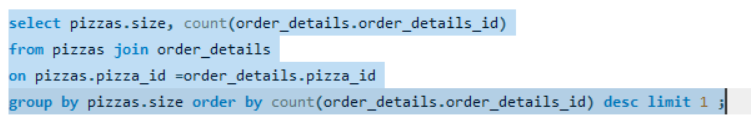 select pizzas.size, count(order_details.order_details_id)
from pizzas join order_details
on pizzas.pizza_id =order_details.pizza_id
group by pizzas.size order by count(order_details.order_details_id) desc limit 1 ;